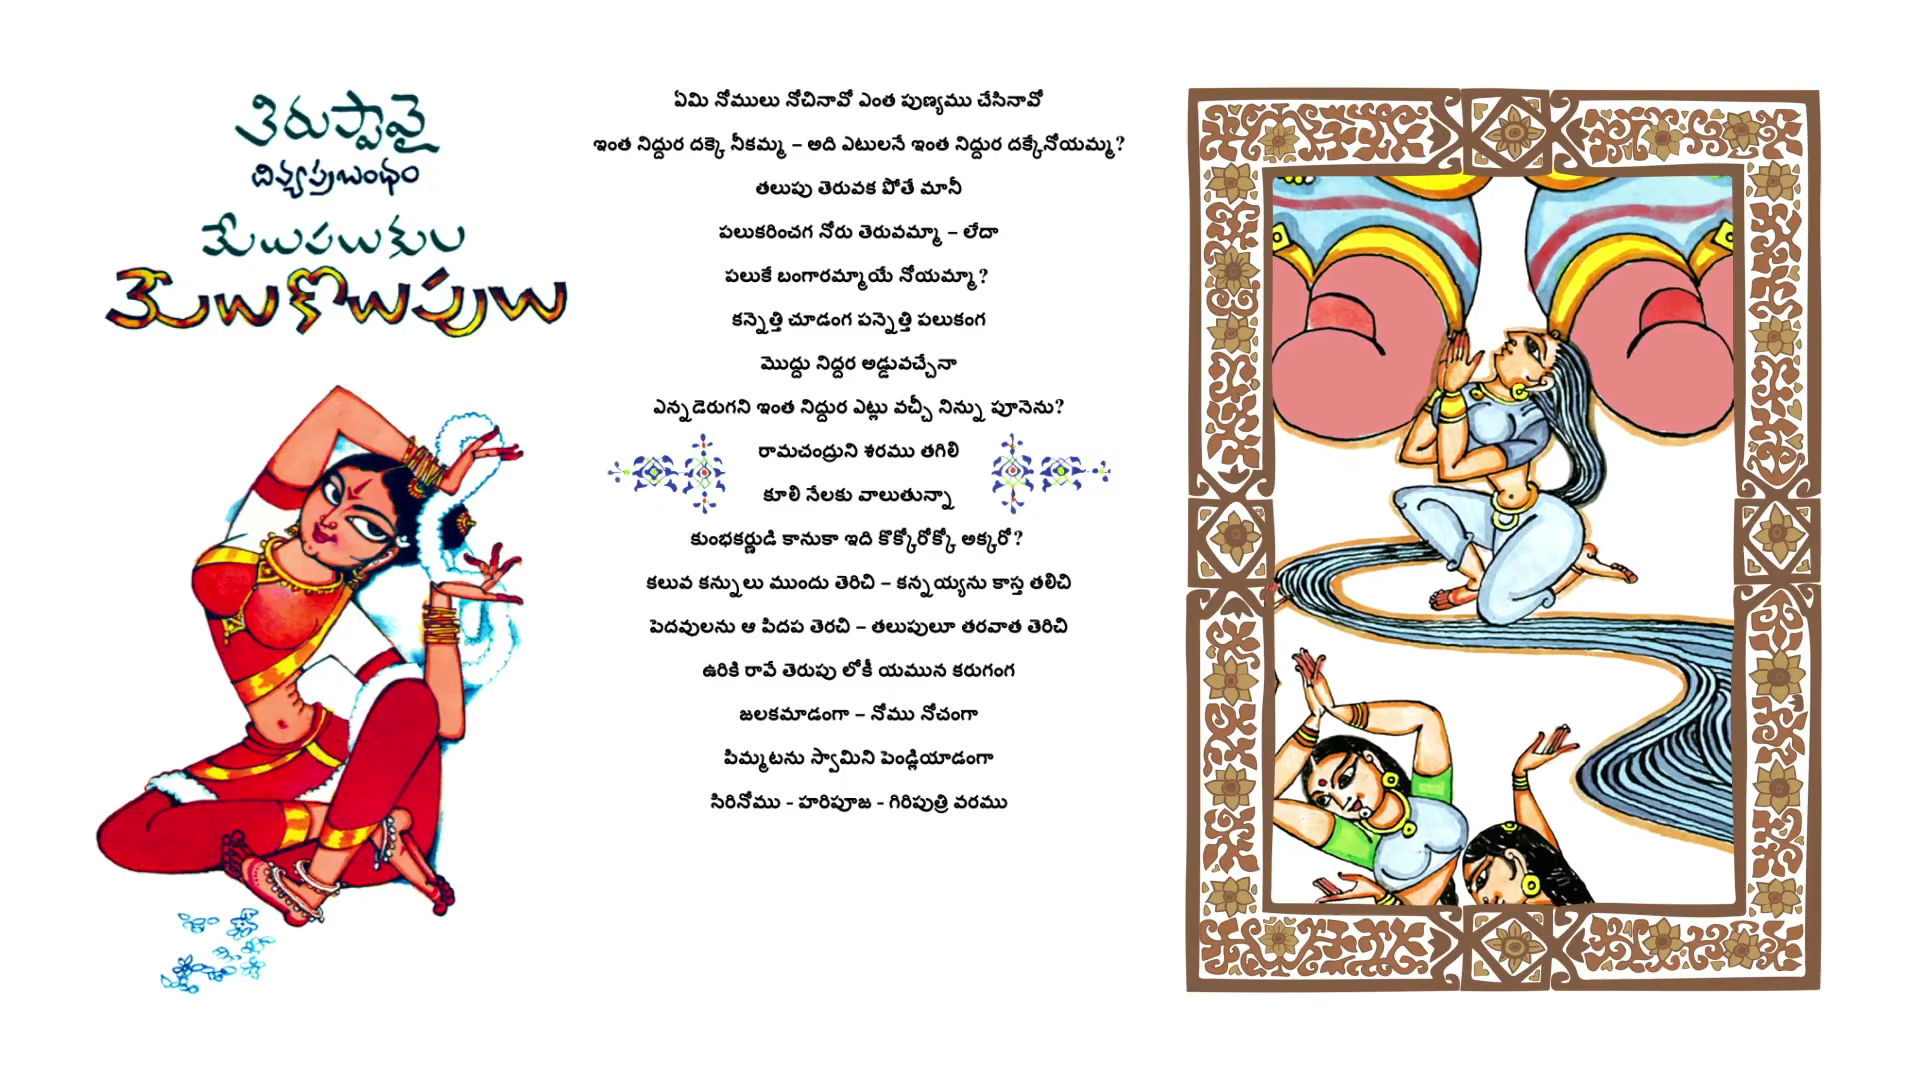 తిరుప్పావై
దివ్యప్రబంధం
మేలుపలుకుల
మేలుకొలుపులు
ఏమి నోములు నోచినావో ఎంత పుణ్యము చేసినావో
ఇంత నిద్దుర దక్కె నీకమ్మ – అది ఎటులనే ఇంత నిద్దుర దక్కేనోయమ్మ?
తలుపు తెరువక పోతే మానీ
పలుకరించగ నోరు తెరువమ్మా – లేదా
పలుకే బంగారమ్మాయే నోయమ్మా?
కన్నెత్తి చూడంగ పన్నెత్తి పలుకంగ
మొద్దు నిద్దర అడ్డువచ్చేనా
ఎన్నడెరుగని ఇంత నిద్దుర ఎట్లు వచ్చీ నిన్ను పూనెను?
రామచంద్రుని శరము తగిలి
కూలి నేలకు వాలుతున్నా
కుంభకర్ణుడి కానుకా ఇది కొక్కోరోక్కో అక్కరో?
కలువ కన్నులు ముందు తెరిచి – కన్నయ్యను కాస్త తలిచి
పెదవులను ఆ పిదప తెరచి – తలుపులూ తరవాత తెరిచి
ఉరికి రావే తెరుపు లోకీ యమున కరుగంగ
జలకమాడంగా – నోము నోచంగా
పిమ్మటను స్వామిని పెండ్లియాడంగా
సిరినోము - హరిపూజ - గిరిపుత్రి వరము